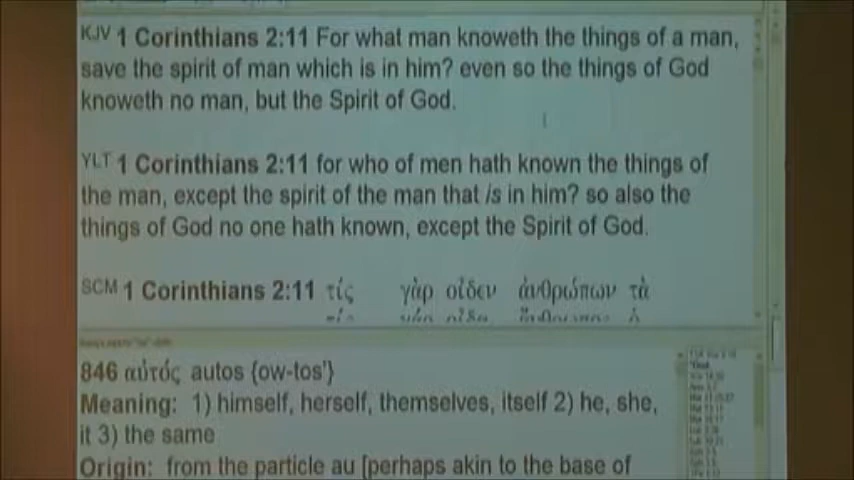 KJV 1 Corinthians 2:11 For what man knoweth the things of a man,
save the spirit of man which is in him? even so the things of God
knoweth no man, but the Spirit of God.
YLT 1 Corinthians 2:11 for who of men hath known the things of
the man, except the spirit of the man that is in him? so also the
things of God no one hath known, except the Spirit of God.
SCM 1 Corinthians 2:11 τίς γὰρ οἶδεν ἀνθρώπων τὰ
846 αὐτός autos {ow-tos'}
Meaning: 1) himself, herself, themselves, itself 2) he, she,
it 3) the same
Origin: from the particle au [perhaps akin to the base of